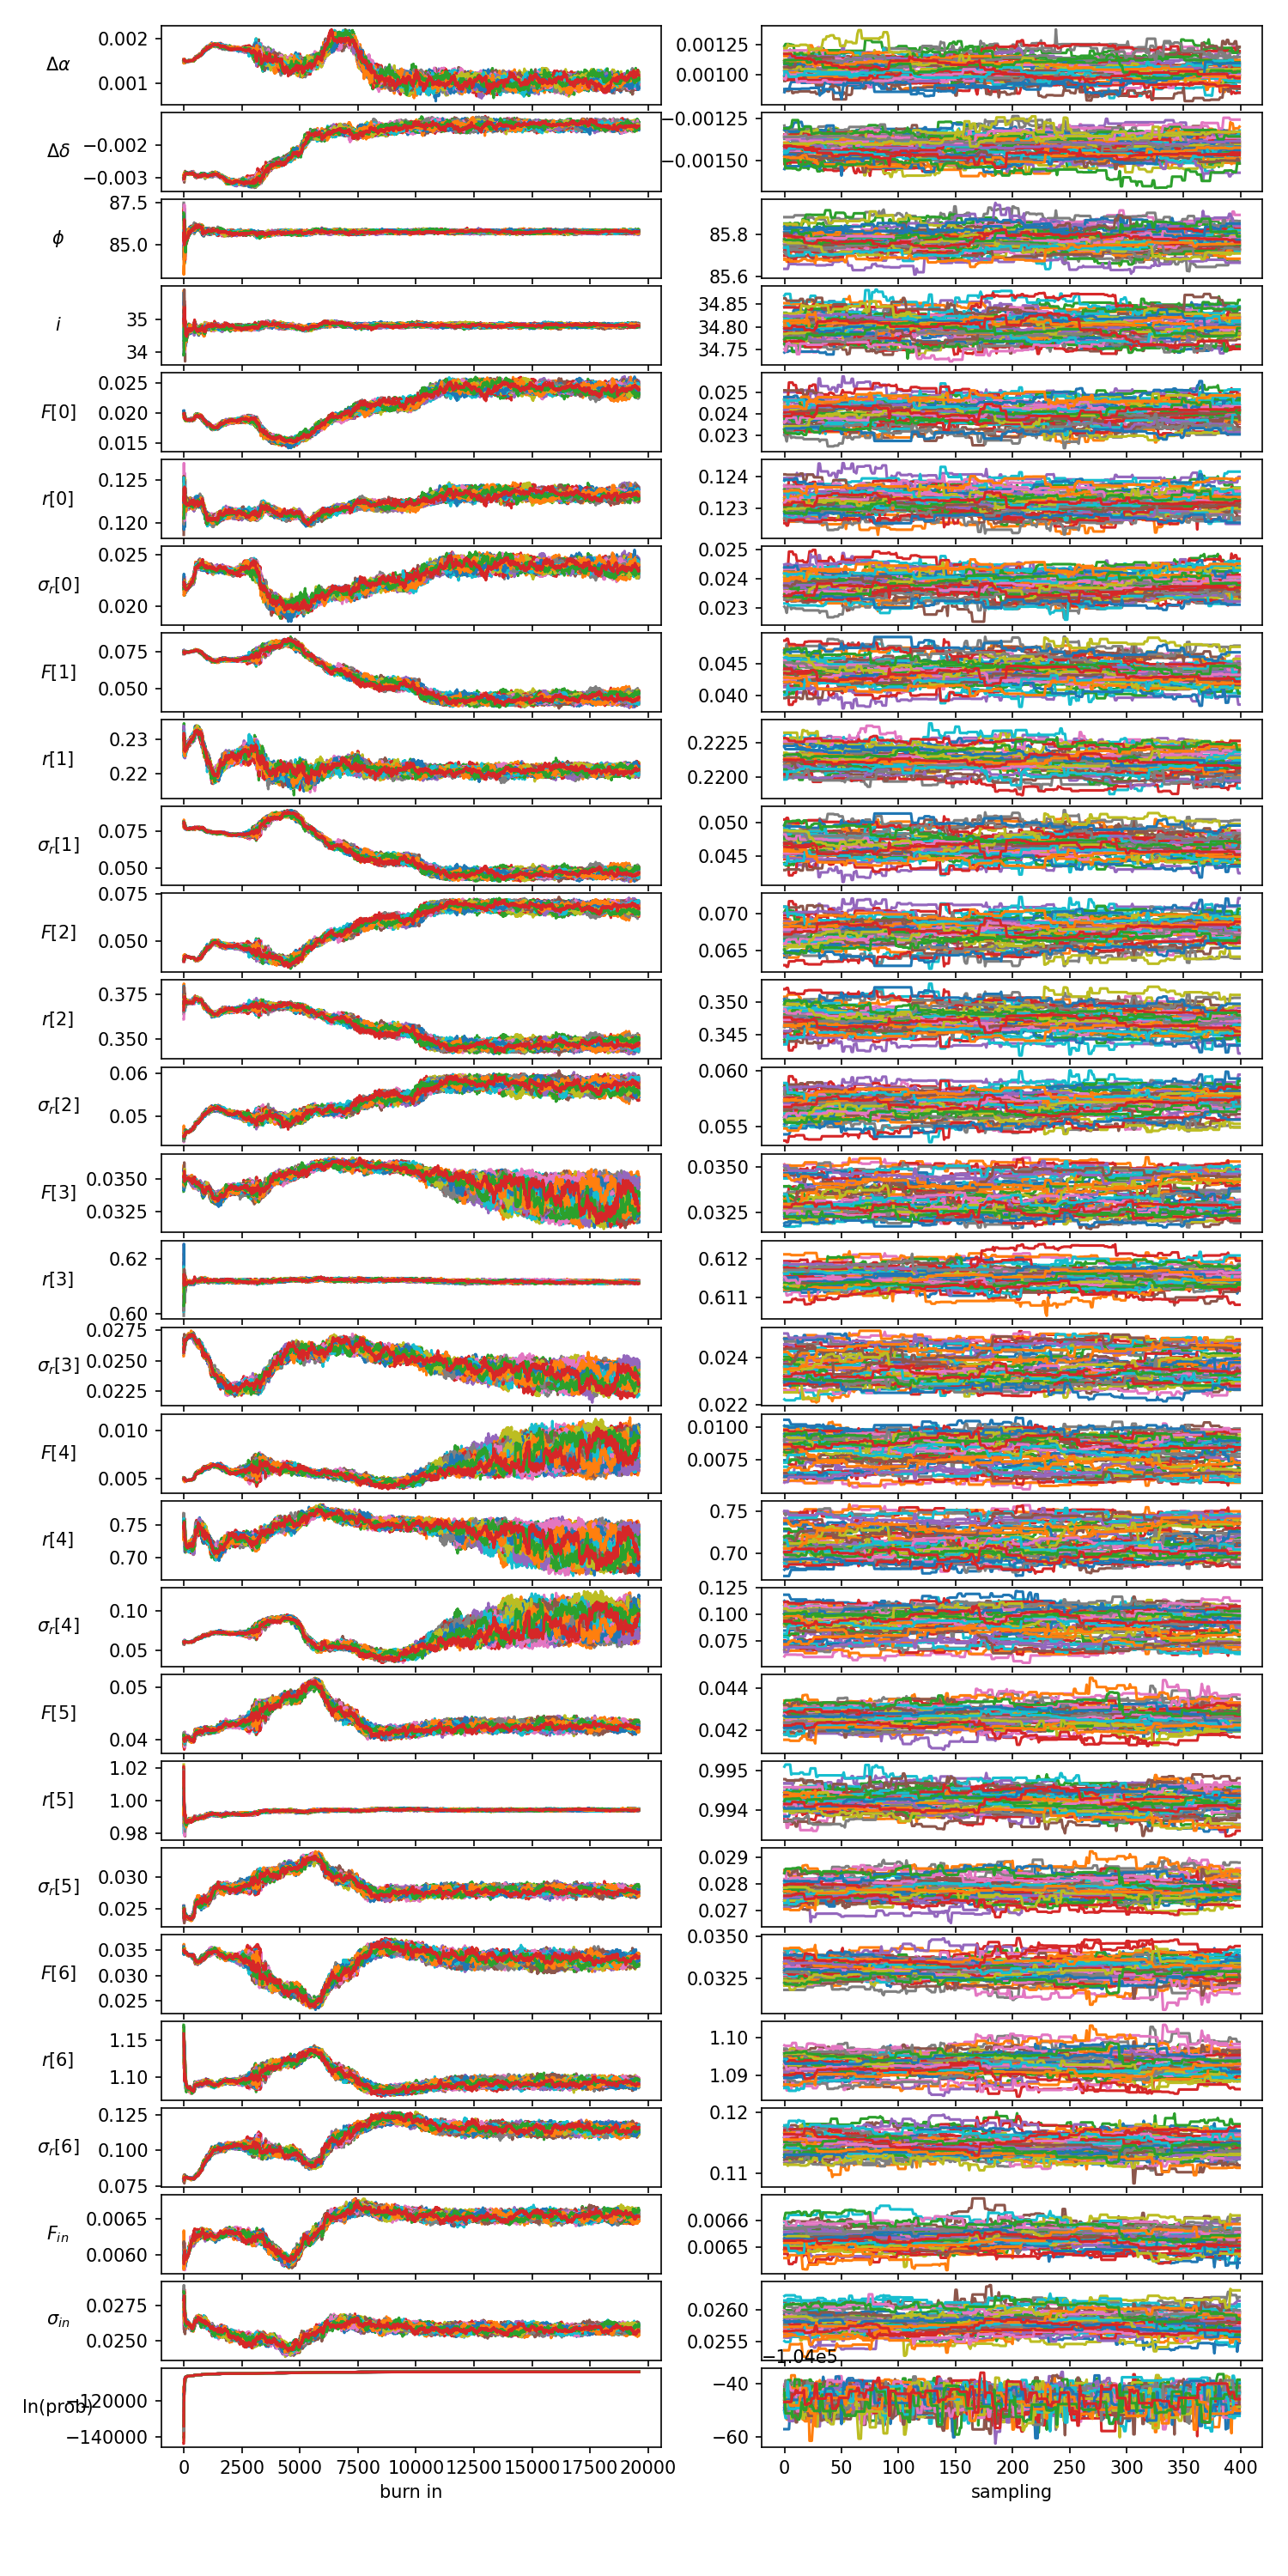 Δα 0.002 0.001 0.00125 0.00100
Δδ −0.002 −0.003 −0.00125 −0.00150
ϕ 87.5 85.0 85.8 85.6
i 35 34 34.85 34.80 34.75
F[0] 0.025 0.020 0.015 0.025 0.024 0.023
r[0] 0.125 0.120 0.124 0.123
σr[0] 0.025 0.020 0.025 0.024 0.023
F[1] 0.075 0.050 0.045 0.040
r[1] 0.23 0.22 0.2225 0.2200
σr[1] 0.075 0.050 0.050 0.045
F[2] 0.075 0.050 0.070 0.065
r[2] 0.375 0.350 0.350 0.345
σr[2] 0.06 0.05 0.060 0.055
F[3] 0.0350 0.0325 0.0350 0.0325
r[3] 0.62 0.60 0.612 0.611
σr[3] 0.0275 0.0250 0.0225 0.024 0.022
F[4] 0.010 0.005 0.0100 0.0075
r[4] 0.75 0.70 0.75 0.70
σr[4] 0.10 0.05 0.125 0.100 0.075
F[5] 0.05 0.04 0.044 0.042
r[5] 1.02 1.00 0.98 0.995 0.994
σr[5] 0.030 0.025 0.029 0.028 0.027
F[6] 0.035 0.030 0.025 0.0350 0.0325
r[6] 1.15 1.10 1.10 1.09
σr[6] 0.125 0.100 0.075 0.12 0.11
Fin 0.0065 0.0060 0.0066 0.0065
σin 0.0275 0.0250 0.0260 0.0255
−1.04e5
ln(prob) −120000 −140000 −40 −60
0 2500 5000 7500 10000 12500 15000 17500 20000 0 50 100 150 200 250 300 350 400
burn in sampling